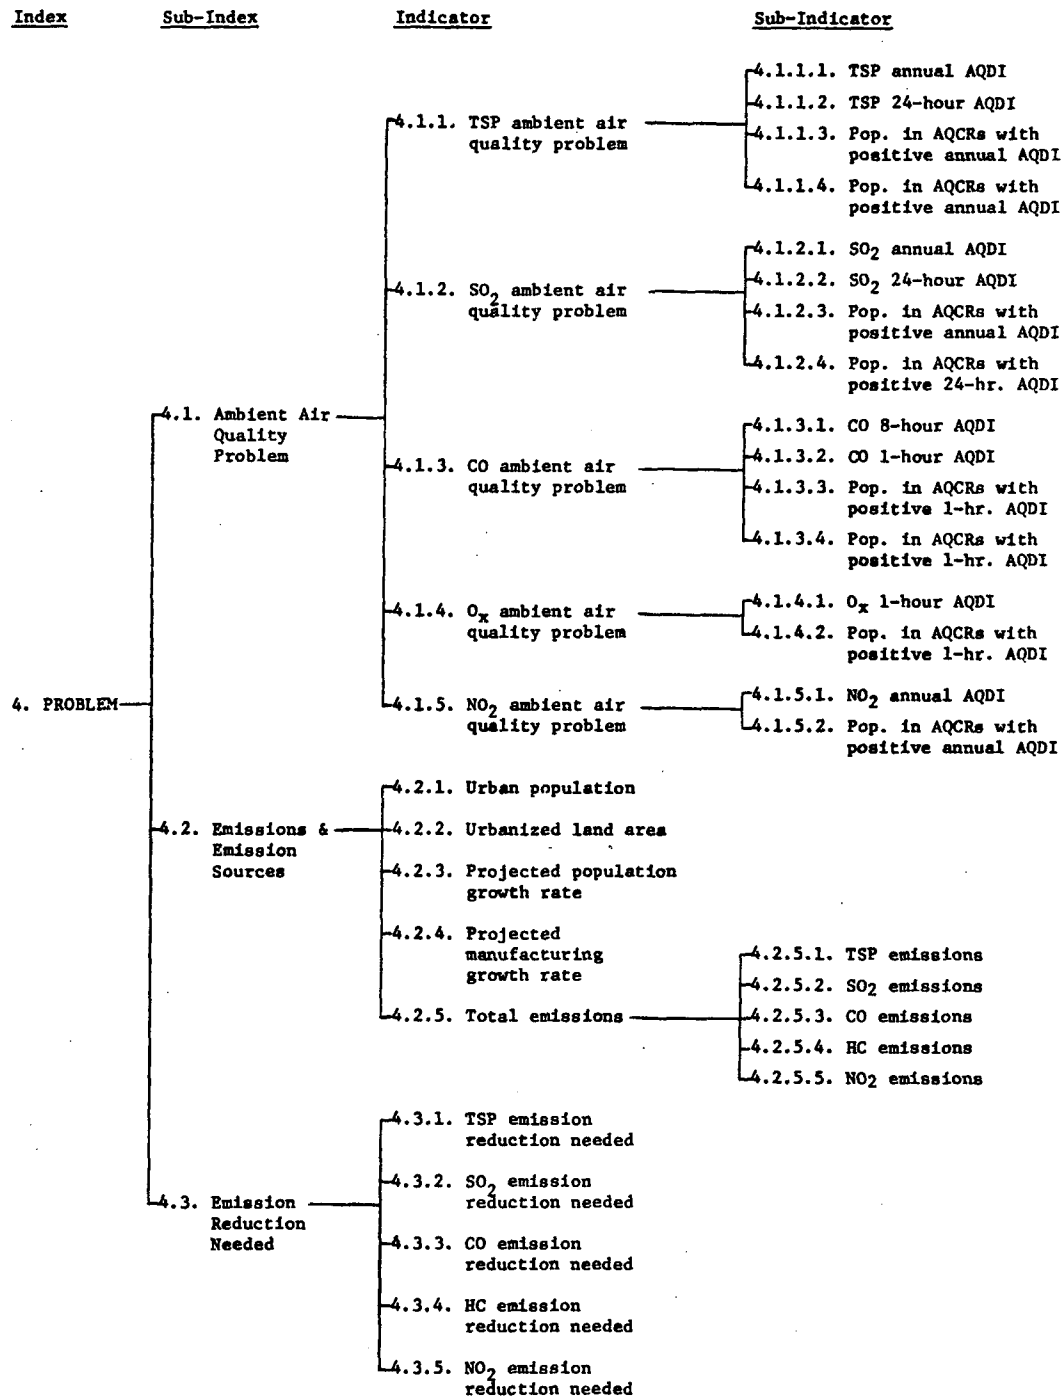 Index Sub-Index Indicator Sub-Indicator
4. PROBLEM
4.1. Ambient Air
Quality
Problem
4.1.1. TSP ambient air
quality problem
4.1.1.1. TSP annual AQDI
4.1.1.2. TSP 24-hour AQDI
4.1.1.3. Pop. in AQCRs with
positive annual AQDI
4.1.1.4. Pop. in AQCRs with
positive annual AQDI
4.1.2. SO2 ambient air
quality problem
4.1.2.1. SO2 annual AQDI
4.1.2.2. SO2 24-hour AQDI
4.1.2.3. Pop. in AQCRs with
positive annual AQDI
4.1.2.4. Pop. in AQCRs with
positive 24-hr. AQDI
4.1.3. CO ambient air
quality problem
4.1.3.1. CO 8-hour AQDI
4.1.3.2. CO 1-hour AQDI
4.1.3.3. Pop. in AQCRs with
positive 1-hr. AQDI
4.1.3.4. Pop. in AQCRs with
positive 1-hr. AQDI
4.1.4. Ox ambient air
quality problem
4.1.4.1. Ox 1-hour AQDI
4.1.4.2. Pop. in AQCRs with
positive 1-hr. AQDI
4.1.5. NO2 ambient air
quality problem
4.1.5.1. NO2 annual AQDI
4.1.5.2. Pop. in AQCRs with
positive annual AQDI
4.2. Emissions &
Emission
Sources
4.2.1. Urban population
4.2.2. Urbanized land area
4.2.3. Projected population
growth rate
4.2.4. Projected
manufacturing
growth rate
4.2.5. Total emissions
4.2.5.1. TSP emissions
4.2.5.2. SO2 emissions
4.2.5.3. CO emissions
4.2.5.4. HC emissions
4.2.5.5. NO2 emissions
4.3. Emission
Reduction
Needed
4.3.1. TSP emission
reduction needed
4.3.2. SO2 emission
reduction needed
4.3.3. CO emission
reduction needed
4.3.4. HC emission
reduction needed
4.3.5. NO2 emission
reduction needed